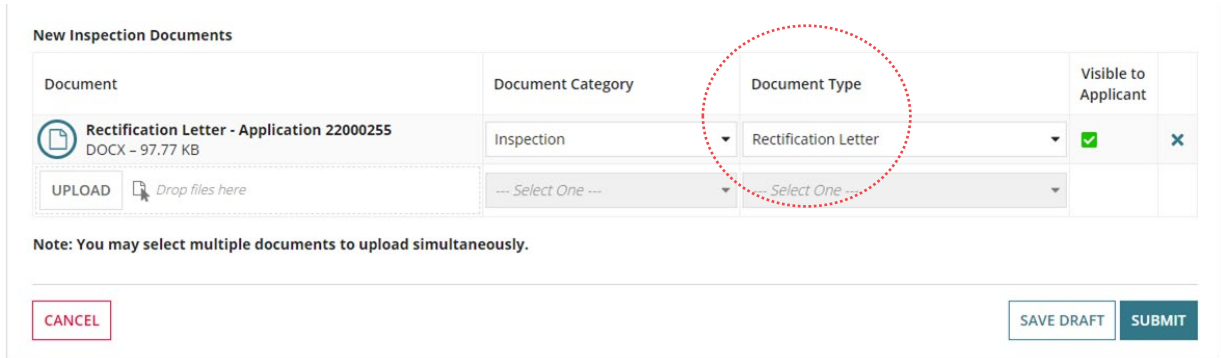 New Inspection Documents
Document Document Category Document Type Visible to Applicant
Rectification Letter - Application 22000255
DOCX – 97.77 KB
Inspection Rectification Letter
UPLOAD Drop files here --- Select One --- --- Select One ---
Note: You may select multiple documents to upload simultaneously.
CANCEL SAVE DRAFT SUBMIT